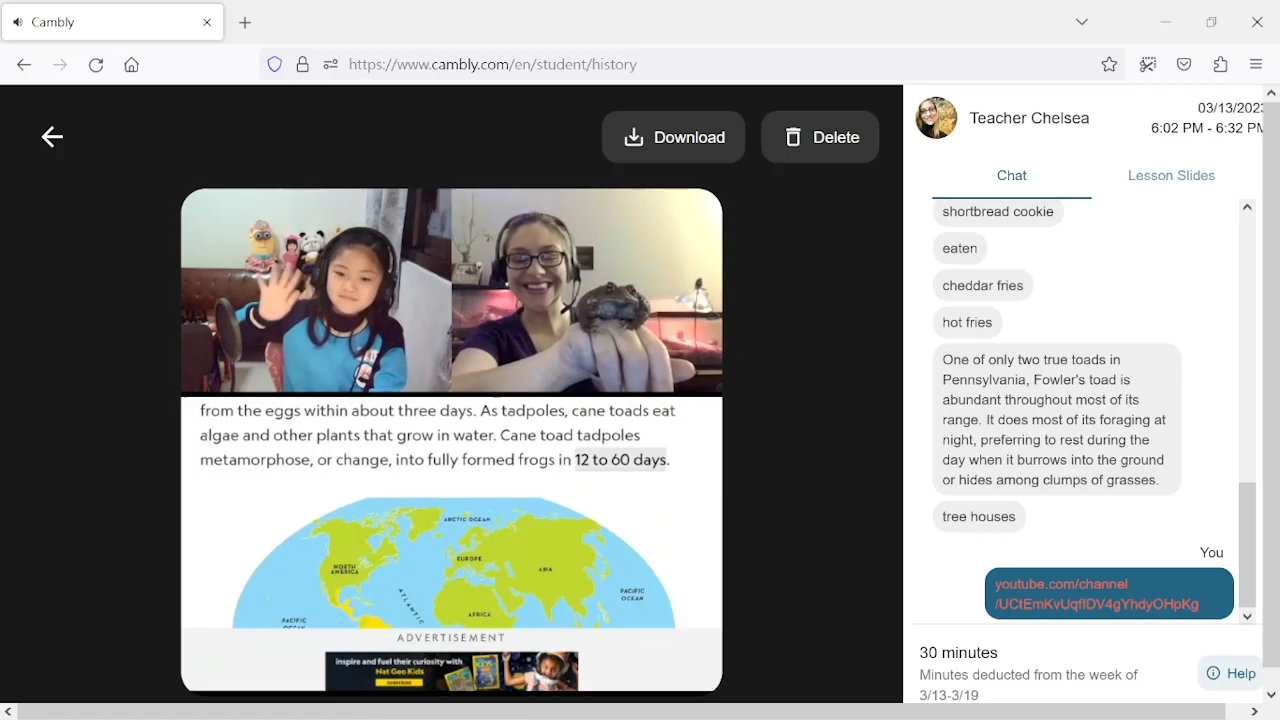 Cambly
https://www.cambly.com/en/student/history
Download
Delete
Teacher Chelsea
03/13/2023
6:02 PM - 6:32 PM
Chat
Lesson Slides
shortbread cookie
eaten
cheddar fries
hot fries
One of only two true toads in
Pennsylvania, Fowler's toad is
abundant throughout most of its
range. It does most of its foraging at
night, preferring to rest during the
day when it burrows into the ground
or hides among clumps of grasses.
tree houses
You
youtube.com/channel
/UCtEmKvUqfIDV4gYhdyOHpKg
30 minutes
Minutes deducted from the week of
3/13-3/19
Help
from the eggs within about three days. As tadpoles, cane toads eat
algae and other plants that grow in water. Cane toad tadpoles
metamorphose, or change, into fully formed frogs in 12 to 60 days.
ARCTIC OCEAN
NORTH
AMERICA
EUROPE
ASIA
ATLANTIC
AFRICA
PACIFIC
OCEAN
PACIFIC
ADVERTISEMENT
inspire and fuel their curiosity with
Nat Geo Kids
SUBSCRIBE